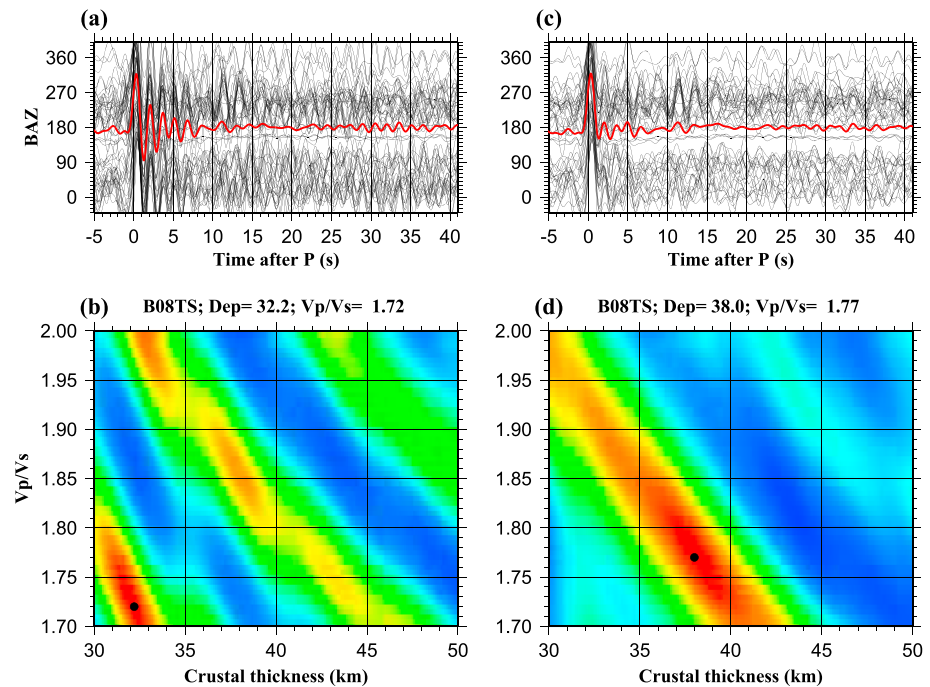 (a)
(c)
360
270
180
90
0
BAZ
-5 0 5 10 15 20 25 30 35 40
Time after P (s)
360
270
180
90
0
-5 0 5 10 15 20 25 30 35 40
Time after P (s)
(b) B08TS; Dep= 32.2; Vp/Vs= 1.72
(d) B08TS; Dep= 38.0; Vp/Vs= 1.77
2.00
1.95
1.90
1.85
1.80
1.75
1.70
Vp/Vs
30 35 40 45 50
Crustal thickness (km)
2.00
1.95
1.90
1.85
1.80
1.75
1.70
30 35 40 45 50
Crustal thickness (km)